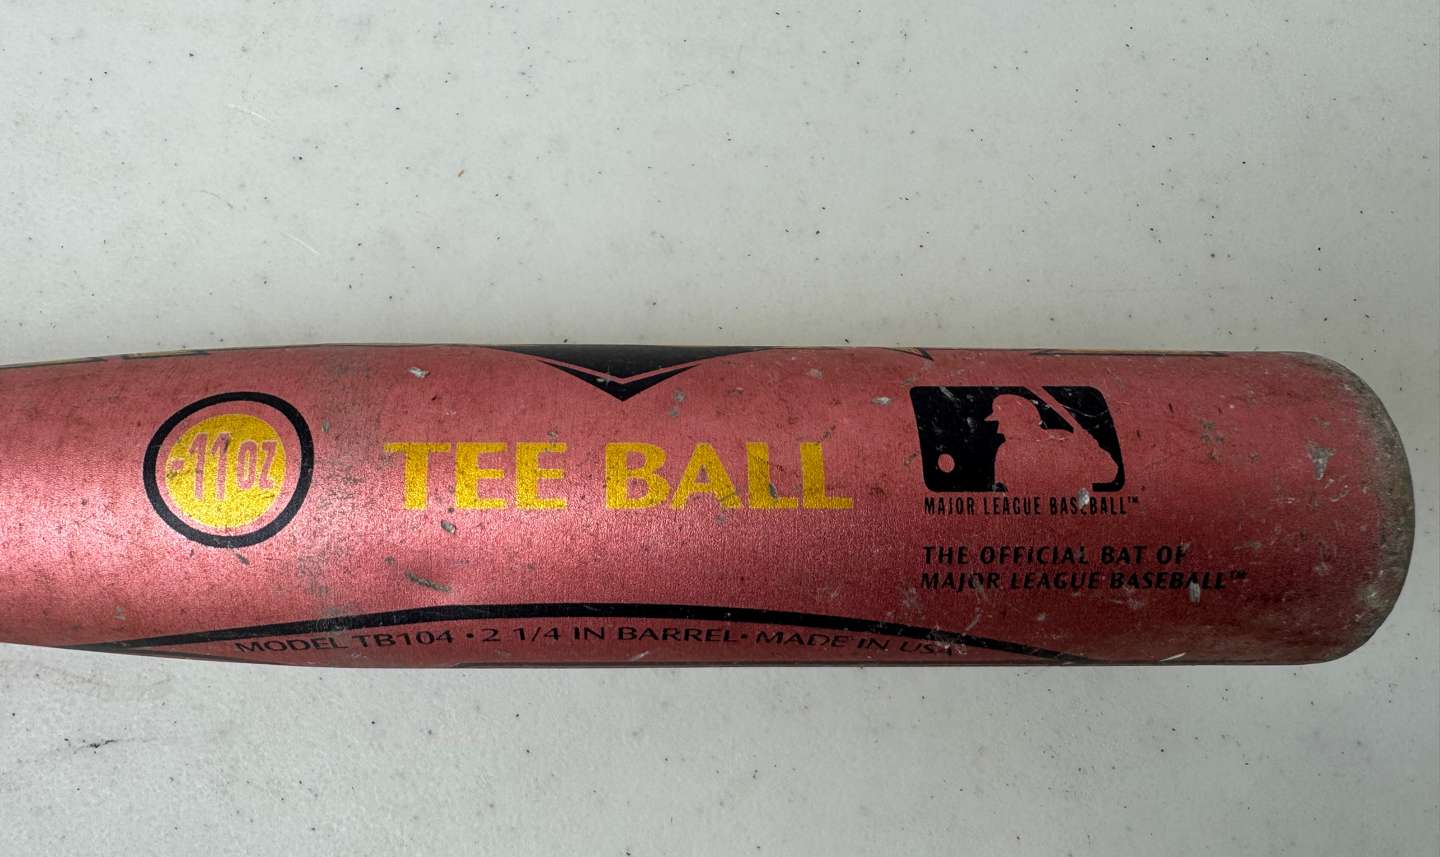 -11OZ
TEE BALL
MAJOR LEAGUE BASEBALL™
THE OFFICIAL BAT OF
MAJOR LEAGUE BASEBALL™
MODEL TB104 • 2 1/4 IN BARREL • MADE IN USA